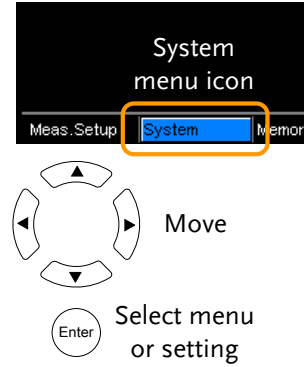 System
menu icon
Meas.Setup System Memor
Move
Enter
Select menu
or setting